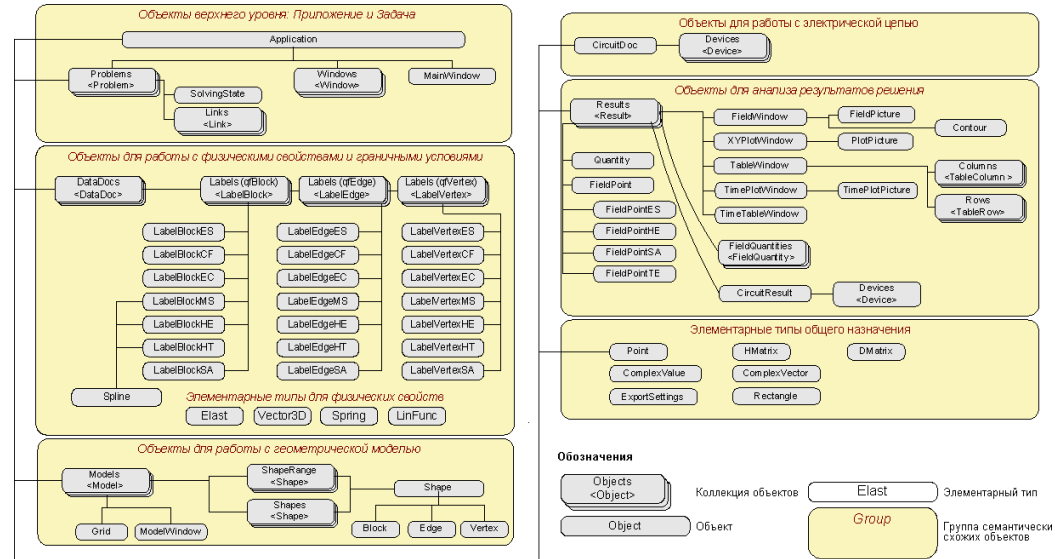 Объекты верхнего уровня: Приложение и Задача
Application
Problems
<Problem>
Windows
<Window>
MainWindow
SolvingState
Links
<Link>
Объекты для работы с физическими свойствами и граничными условиями
DataDocs
<DataDoc>
Labels (qfBlock)
<LabelBlock>
Labels (qfEdge)
<LabelEdge>
Labels (qfVertex)
<LabelVertex>
LabelBlockES
LabelEdgeES
LabelVertexES
LabelBlockCF
LabelEdgeCF
LabelVertexCF
LabelBlockEC
LabelEdgeEC
LabelVertexEC
LabelBlockMS
LabelEdgeMS
LabelVertexMS
LabelBlockHE
LabelEdgeHE
LabelVertexHE
LabelBlockHT
LabelEdgeHT
LabelVertexHT
LabelBlockSA
LabelEdgeSA
LabelVertexSA
Spline
Элементарные типы для физических свойств
Elast
Vector3D
Spring
LinFunc
Объекты для работы с геометрической моделью
Models
<Model>
ShapeRange
<Shape>
Shapes
<Shape>
Shape
Grid
ModelWindow
Block
Edge
Vertex
Объекты для работы с электрической цепью
CircuitDoc
Devices
<Device>
Объекты для анализа результатов решения
Results
<Result>
FieldWindow
FieldPicture
Contour
XYPlotWindow
PlotPicture
Quantity
TableWindow
Columns
<TableColumn >
FieldPoint
TimePlotWindow
TimePlotPicture
Rows
<TableRow>
FieldPointES
TimeTableWindow
FieldPointHE
FieldPointSA
FieldQuantities
<FieldQuantity>
FieldPointTE
CircuitResult
Devices
<Device>
Элементарные типы общего назначения
Point
HMatrix
DMatrix
ComplexValue
ComplexVector
ExportSettings
Rectangle
Обозначения
Objects
<Object>
Коллекция объектов
Elast
Элементарный тип
Object
Объект
Group
Группа семантически
схожих объектов